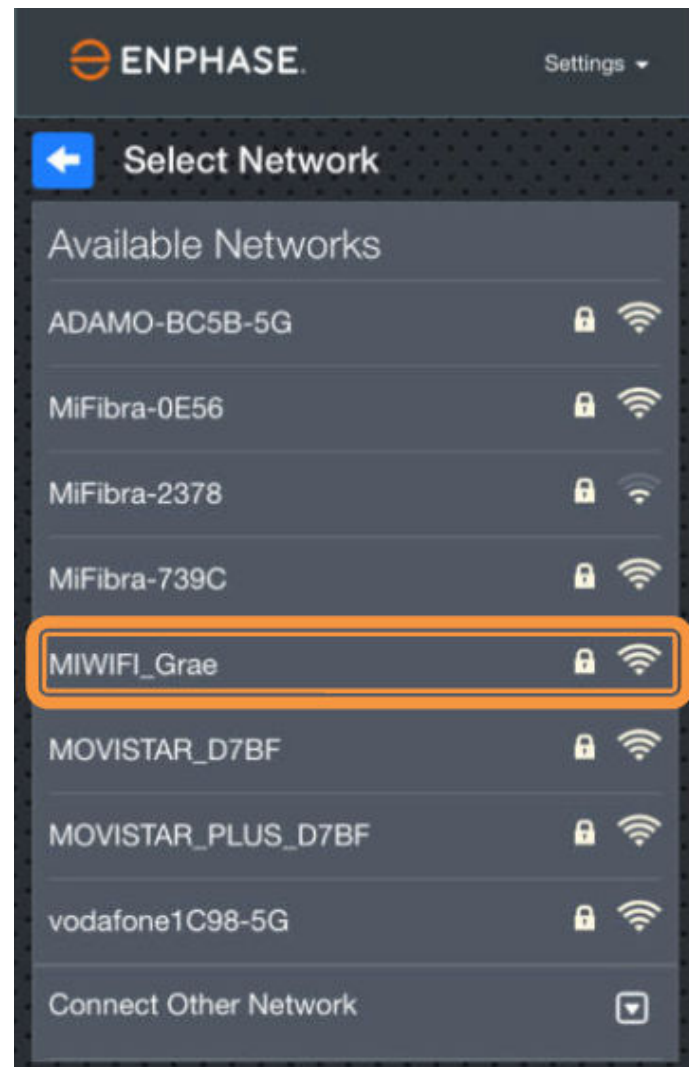 ENPHASE.
Settings
Select Network
Available Networks
ADAMO-BC5B-5G
MiFibra-0E56
MiFibra-2378
MiFibra-739C
MIWIFI_Grae
MOVISTAR_D7BF
MOVISTAR_PLUS_D7BF
vodafone1C98-5G
Connect Other Network